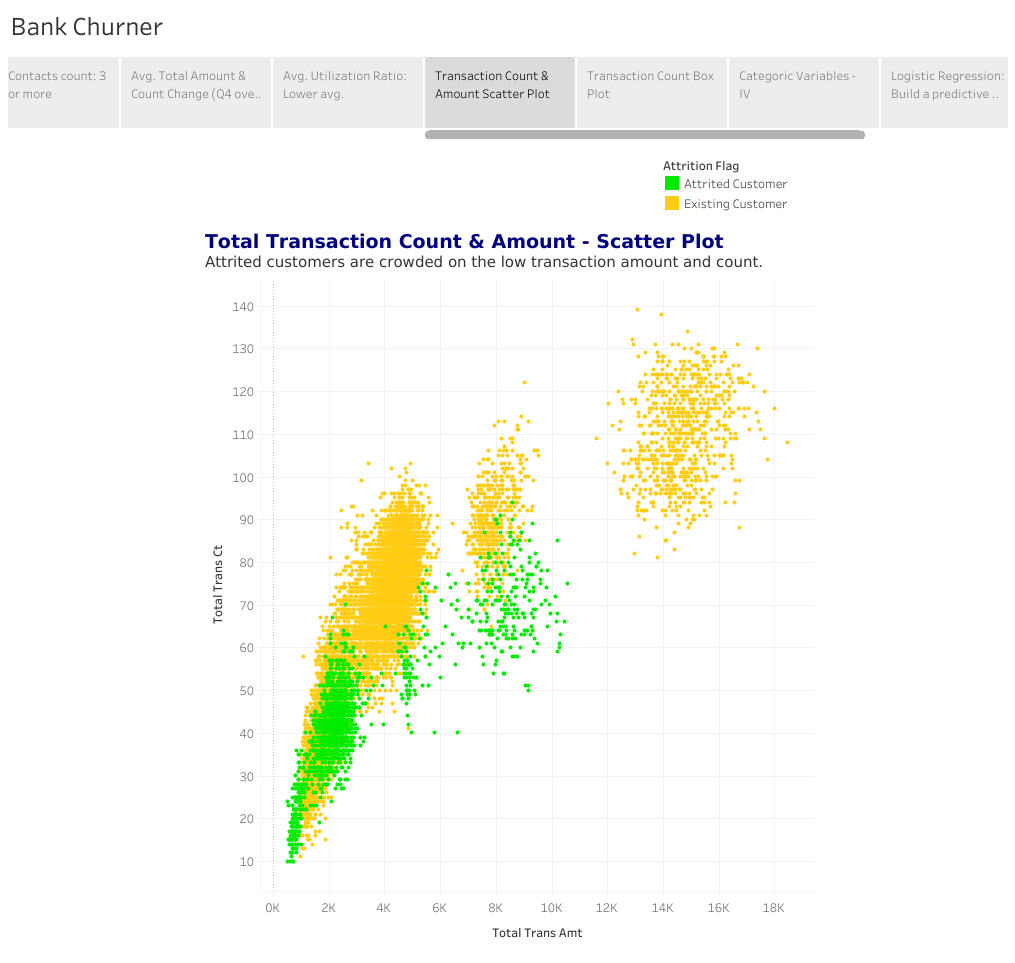 Bank Churner
Contacts count: 3
or more
Avg. Total Amount &
Count Change (Q4 ove..
Avg. Utilization Ratio:
Lower avg.
Transaction Count &
Amount Scatter Plot
Transaction Count Box
Plot
Categoric Variables -
IV
Logistic Regression:
Build a predictive ..
Attrition Flag
Attrited Customer
Existing Customer
Total Transaction Count & Amount - Scatter Plot
Attrited customers are crowded on the low transaction amount and count.
140
130
120
110
100
90
80
70
60
50
40
30
20
10
Total Trans Ct
0K
2K
4K
6K
8K
10K
12K
14K
16K
18K
Total Trans Amt